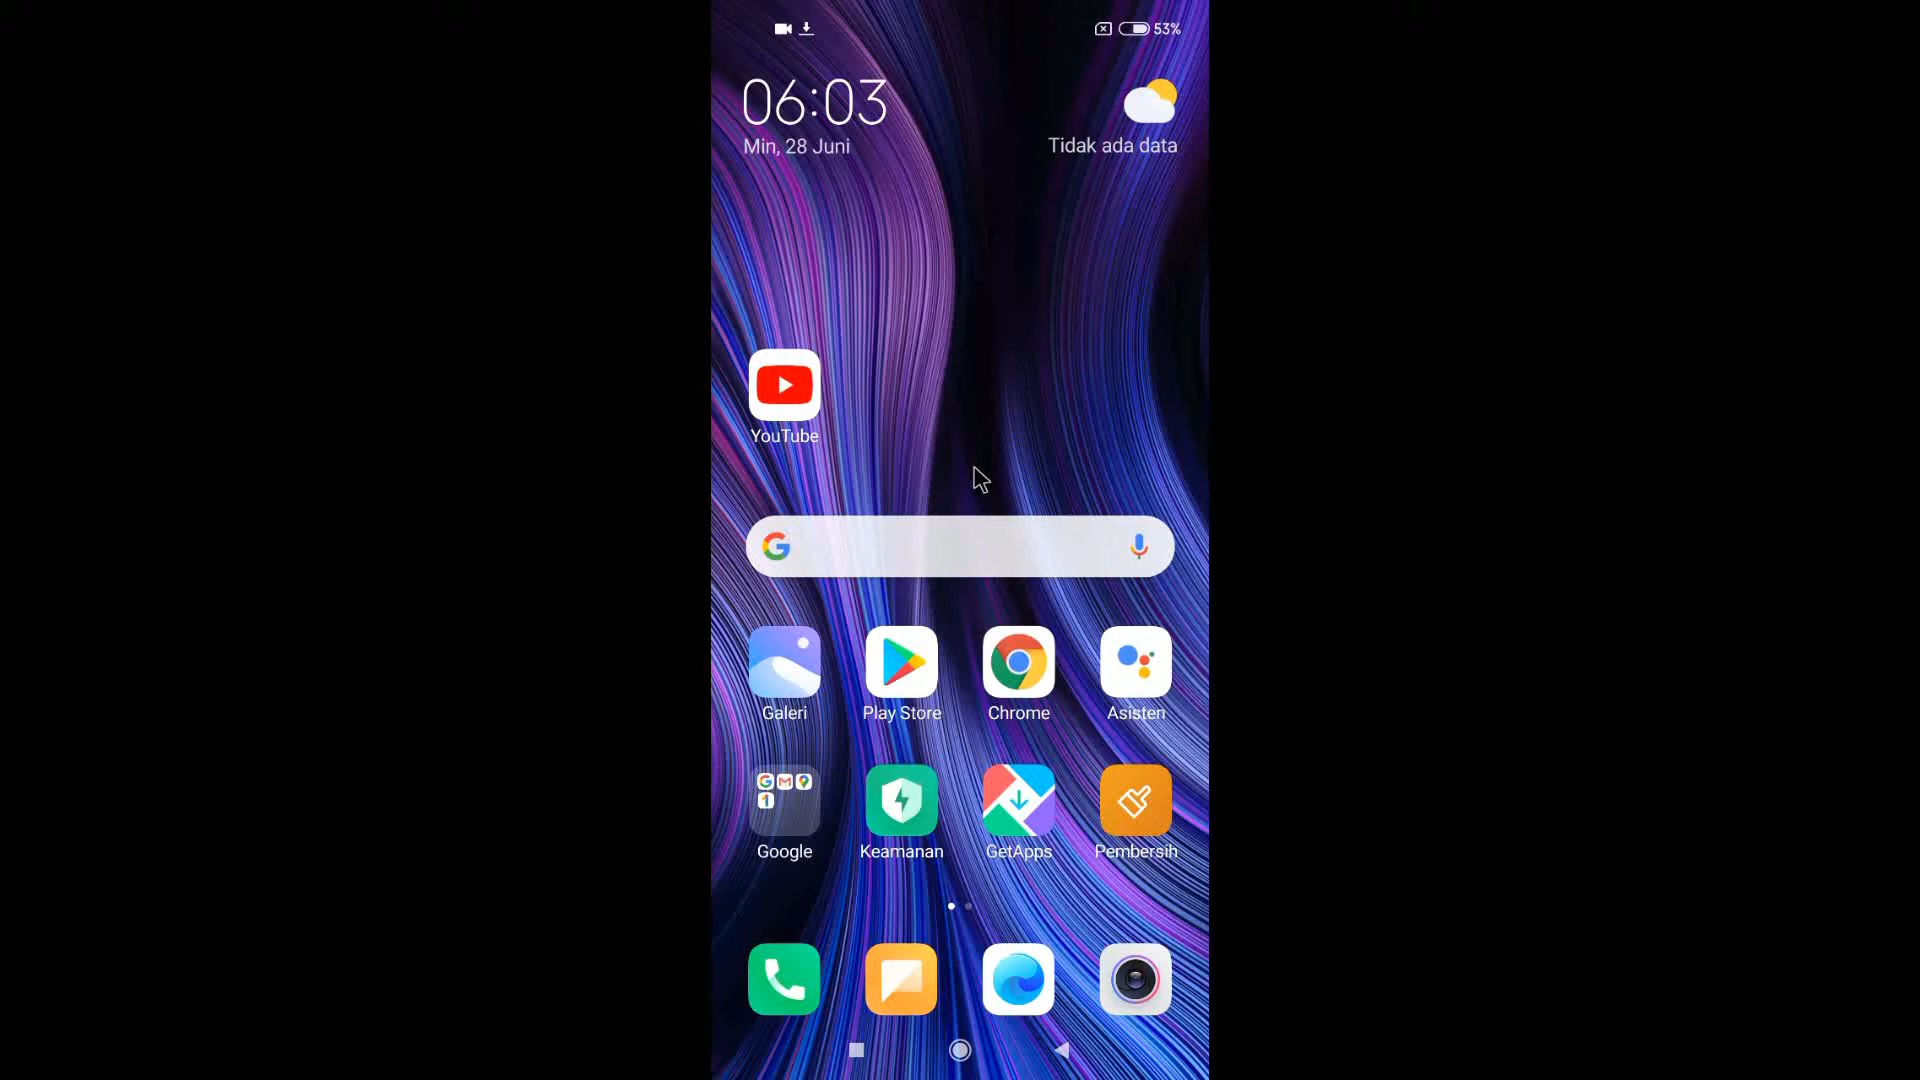 53%
06:03
Min, 28 Juni
Tidak ada data
YouTube
Galeri
Play Store
Chrome
Asisten
Google
Keamanan
GetApps
Pembersih